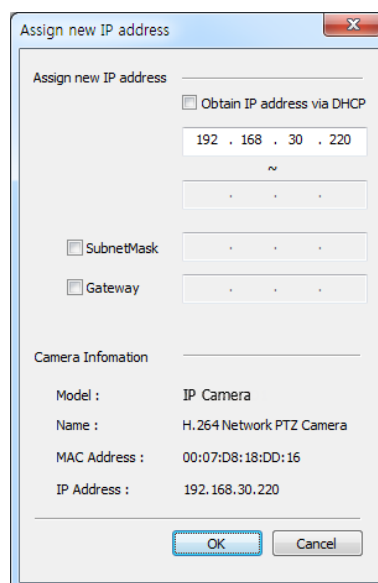 Assign new IP address
Assign new IP address
Obtain IP address via DHCP
192 . 168 . 30 . 220
~
. . .
SubnetMask . . .
Gateway . . .
Camera Infomation
Model : IP Camera
Name : H.264 Network PTZ Camera
MAC Address : 00:07:D8:18:DD:16
IP Address : 192.168.30.220
OK Cancel